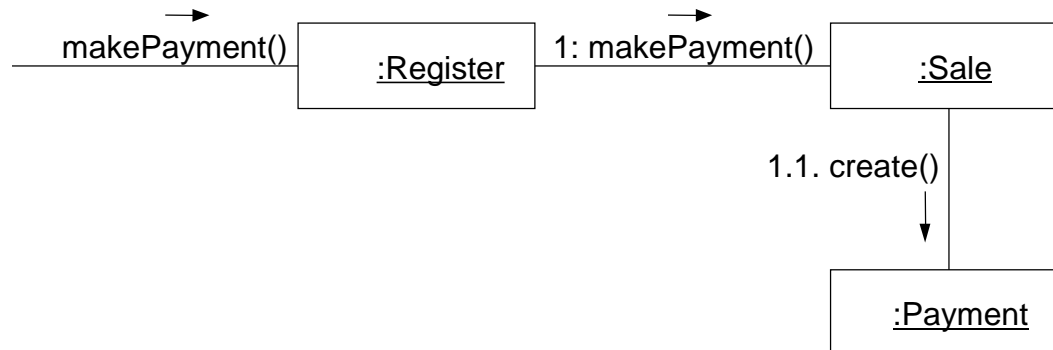 makePayment()
:Register
1: makePayment()
:Sale
1.1. create()
:Payment